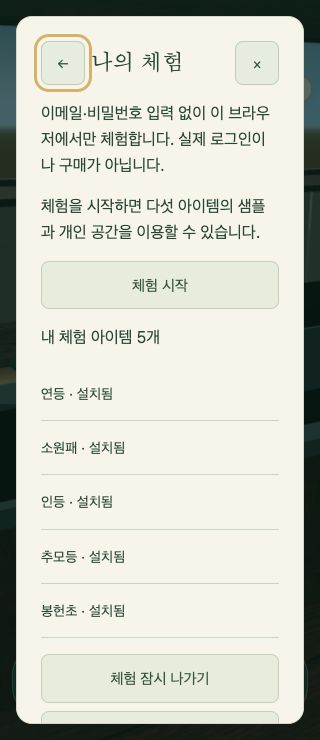 ← 나의 체험 ×
이메일·비밀번호 입력 없이 이 브라우
저에서만 체험합니다. 실제 로그인이
나 구매가 아닙니다.
체험을 시작하면 다섯 아이템의 샘플
과 개인 공간을 이용할 수 있습니다.
체험 시작
내 체험 아이템 5개
연등 · 설치됨
소원패 · 설치됨
인등 · 설치됨
추모등 · 설치됨
봉헌초 · 설치됨
체험 잠시 나가기